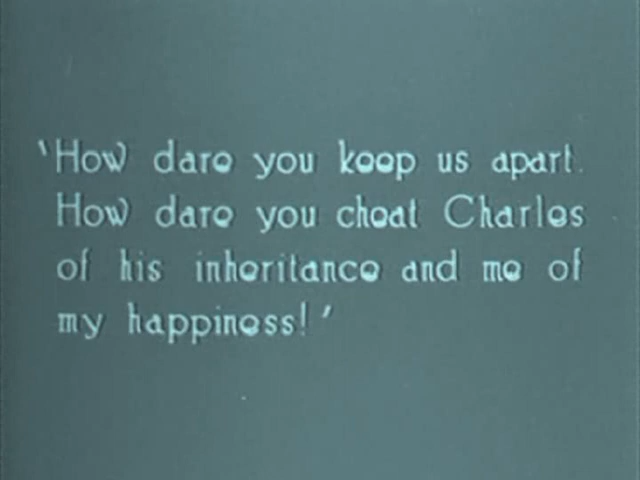 ‘How dare you keep us apart.
How dare you cheat Charles
of his inheritance and me of
my happiness!’